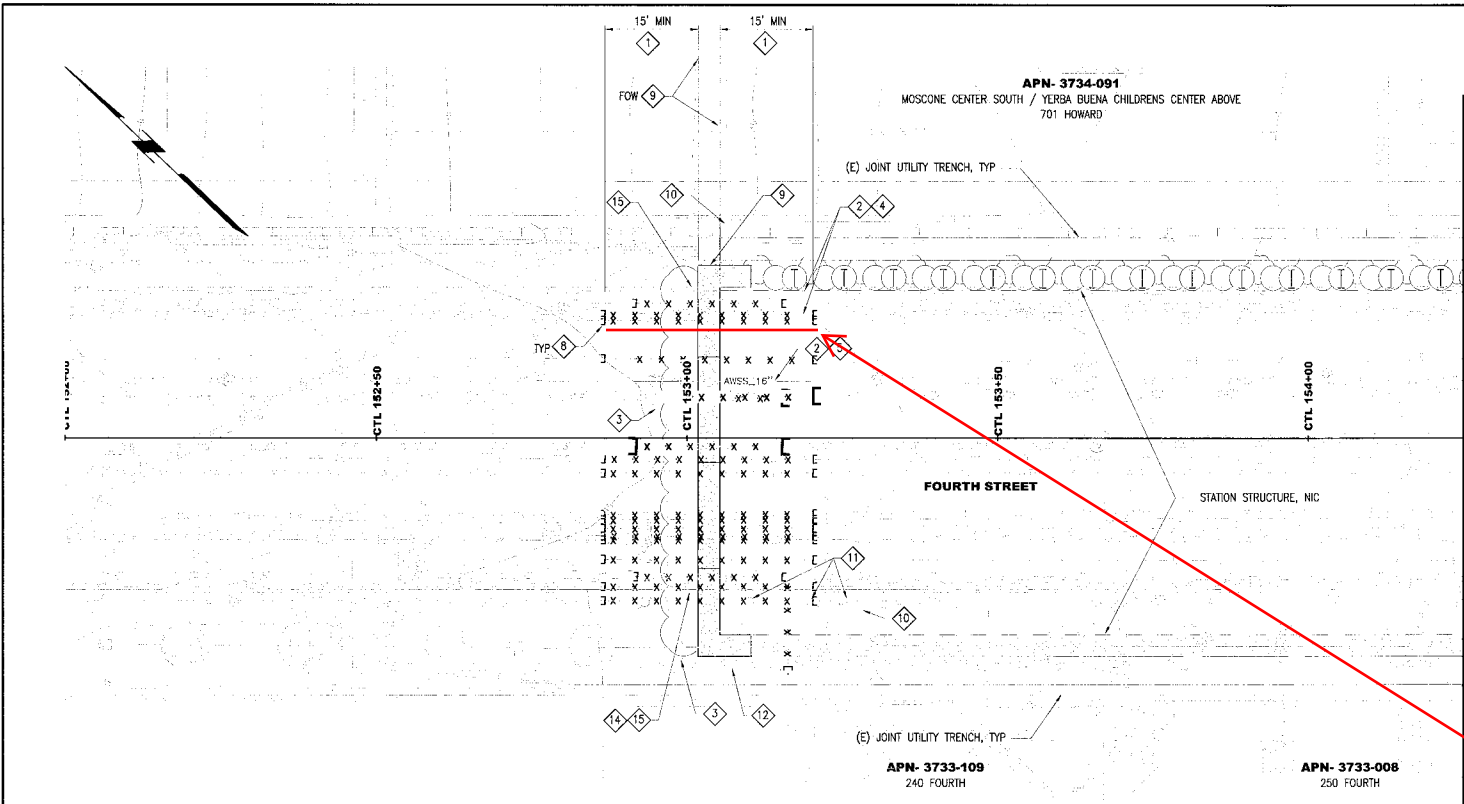 15' MIN
15' MIN
1
1
FOW
9
APN- 3734-091
MOSCONE CENTER SOUTH / YERBA BUENA CHILDRENS CENTER ABOVE
701 HOWARD
(E) JOINT UTILITY TRENCH, TYP
15
10
9
2
4
TYP
8
2
AWSS_16"
3
CTL 152+50
CTL 153+00
CTL 153+50
CTL 154+00
FOURTH STREET
STATION STRUCTURE, NIC
11
10
14
15
3
12
(E) JOINT UTILITY TRENCH, TYP
APN- 3733-109
240 FOURTH
APN- 3733-008
250 FOURTH